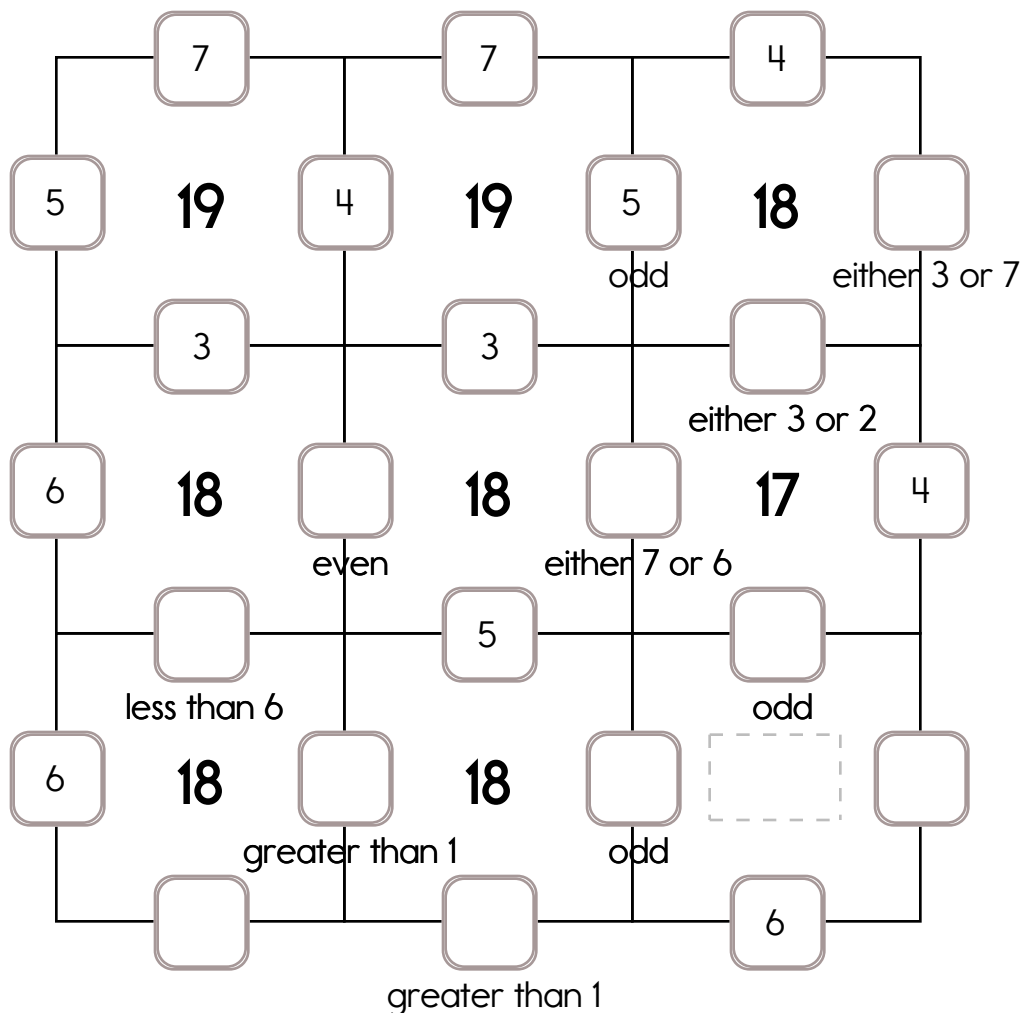 7 7 4
5 19 4 19 5 18
odd either 3 or 7
3 3
either 3 or 2
6 18 18 17 4
even either 7 or 6
5
less than 6 odd
6 18 18
greater than 1 odd
6
greater than 1